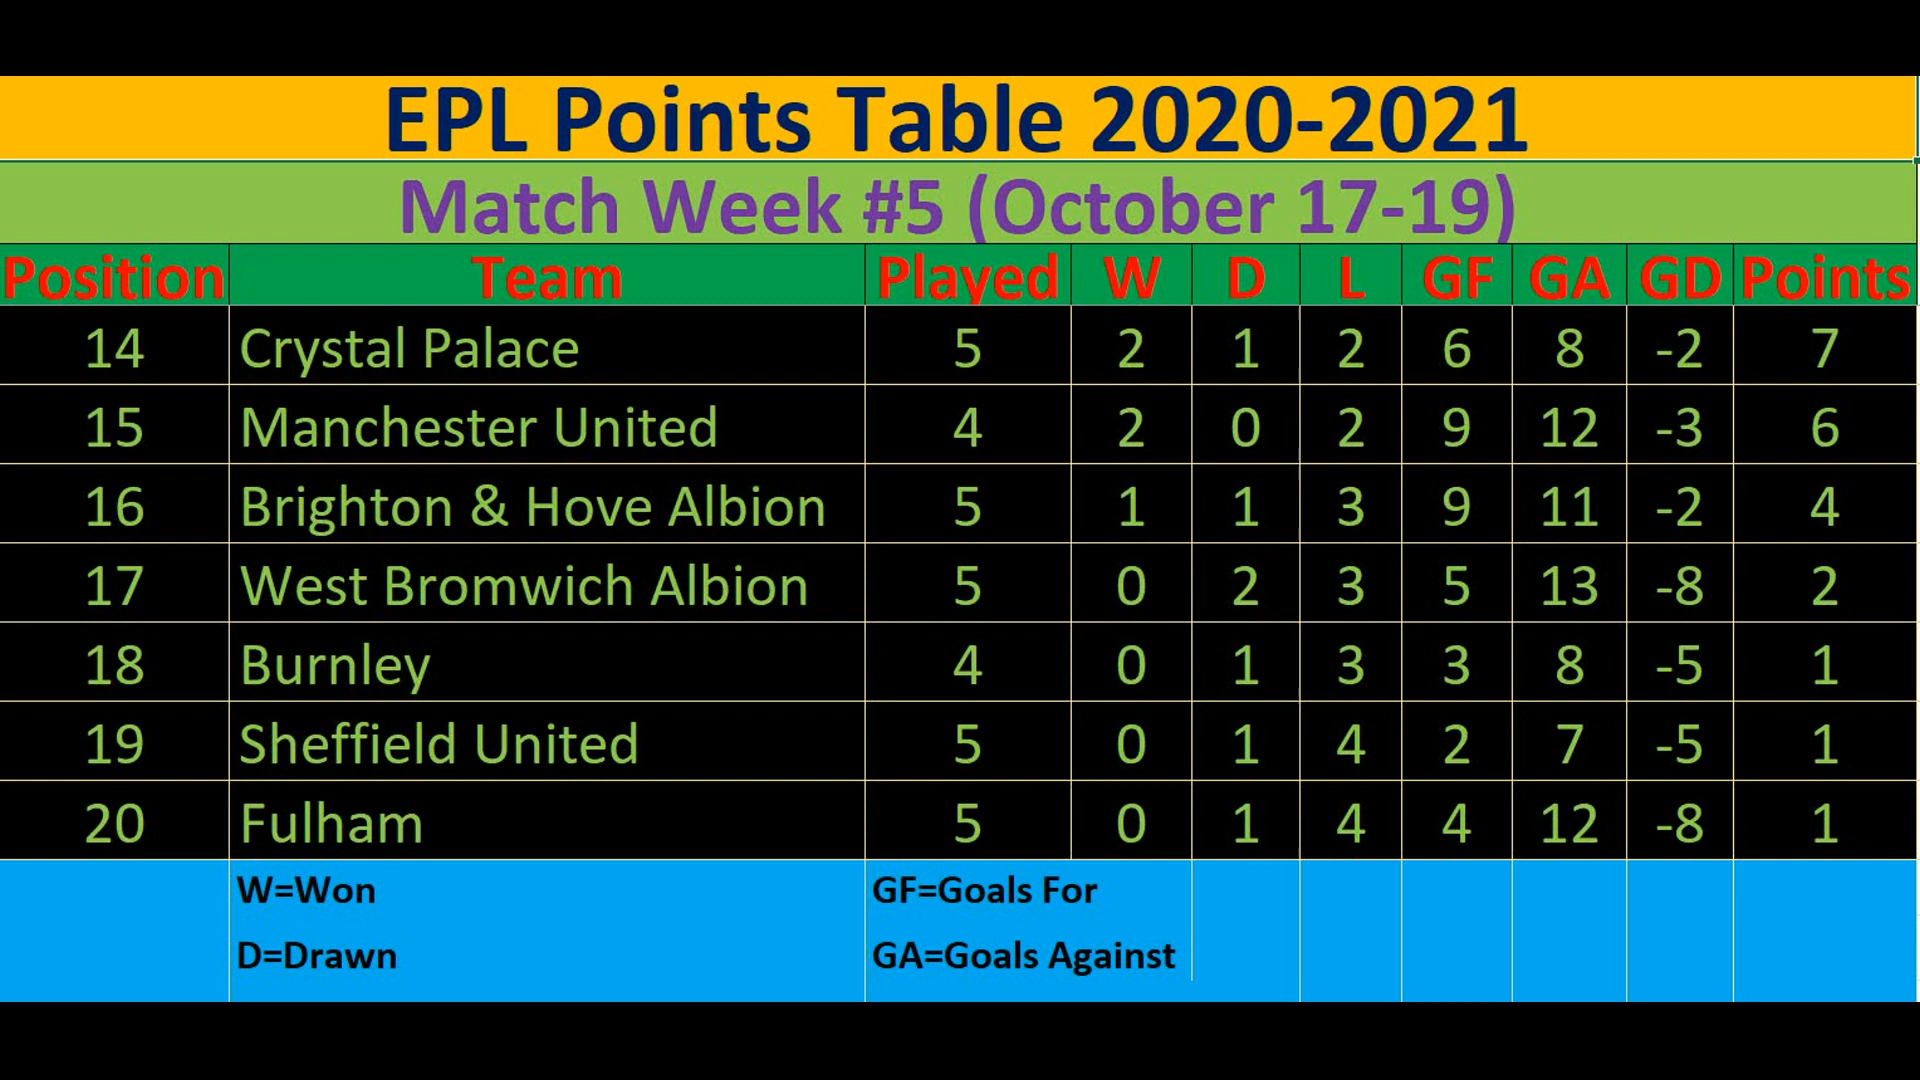 EPL Points Table 2020-2021
Match Week #5 (October 17-19)
Position Team Played W D L GF GA GD Points
14 Crystal Palace 5 2 1 2 6 8 -2 7
15 Manchester United 4 2 0 2 9 12 -3 6
16 Brighton & Hove Albion 5 1 1 3 9 11 -2 4
17 West Bromwich Albion 5 0 2 3 5 13 -8 2
18 Burnley 4 0 1 3 3 8 -5 1
19 Sheffield United 5 0 1 4 2 7 -5 1
20 Fulham 5 0 1 4 4 12 -8 1
W=Won GF=Goals For
D=Drawn GA=Goals Against